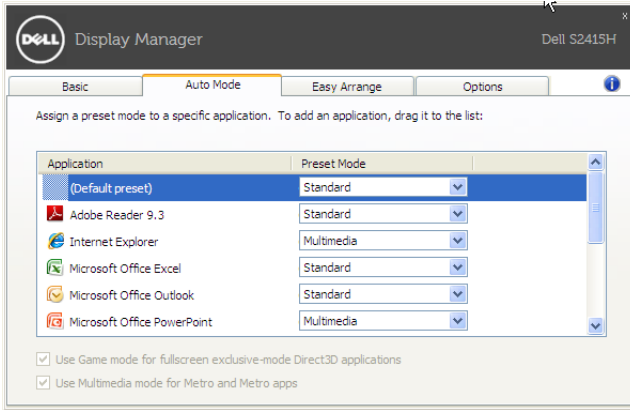 DELL Display Manager Dell S2415H
x
Basic Auto Mode Easy Arrange Options i
Assign a preset mode to a specific application. To add an application, drag it to the list:
Application Preset Mode
(Default preset) Standard
Adobe Reader 9.3 Standard
Internet Explorer Multimedia
Microsoft Office Excel Standard
Microsoft Office Outlook Standard
Microsoft Office PowerPoint Multimedia
Use Game mode for fullscreen exclusive-mode Direct3D applications
Use Multimedia mode for Metro and Metro apps